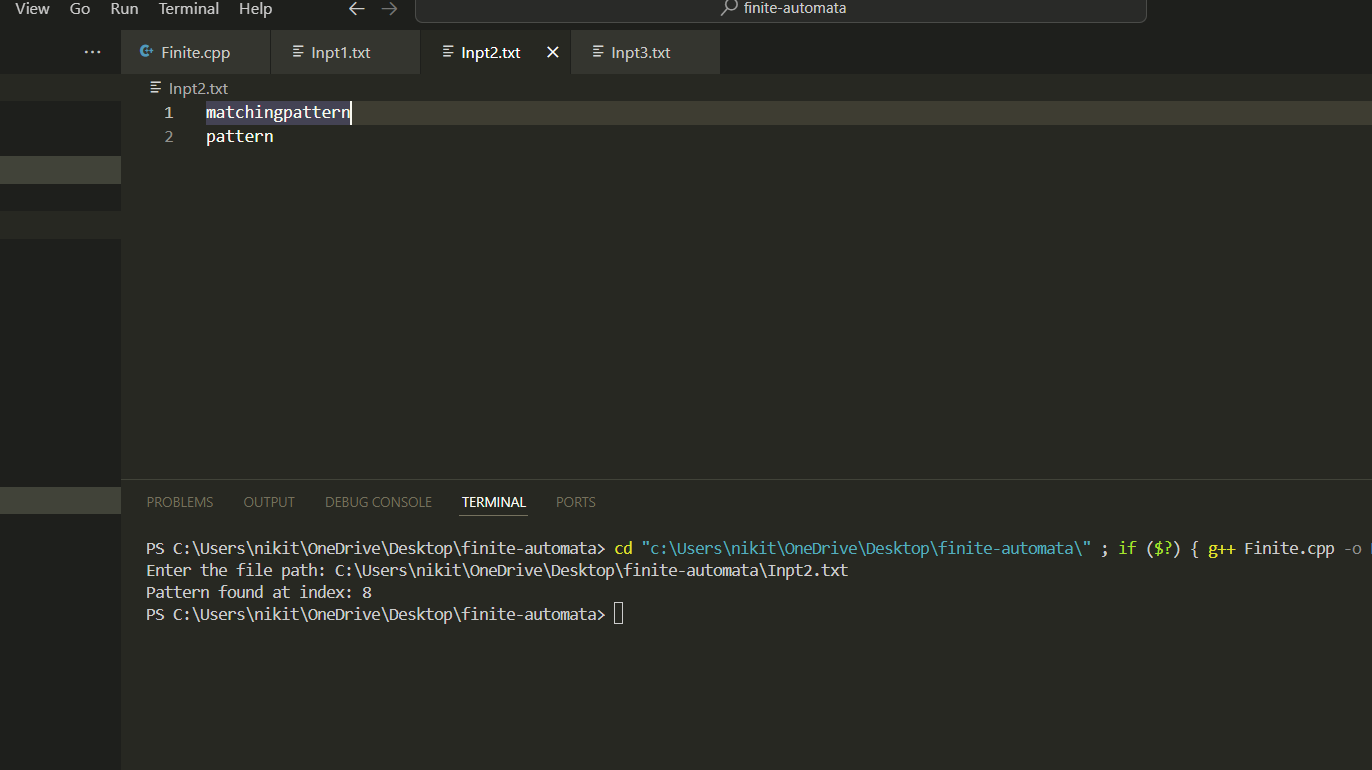 View Go Run Terminal Help finite-automata
··· Finite.cpp Inpt1.txt Inpt2.txt Inpt3.txt
Inpt2.txt
1 matchingpattern
2 pattern
PROBLEMS OUTPUT DEBUG CONSOLE TERMINAL PORTS
PS C:\Users\nikit\OneDrive\Desktop\finite-automata> cd "c:\Users\nikit\OneDrive\Desktop\finite-automata\" ; if ($?) { g++ Finite.cpp -o
Enter the file path: C:\Users\nikit\OneDrive\Desktop\finite-automata\Inpt2.txt
Pattern found at index: 8
PS C:\Users\nikit\OneDrive\Desktop\finite-automata>